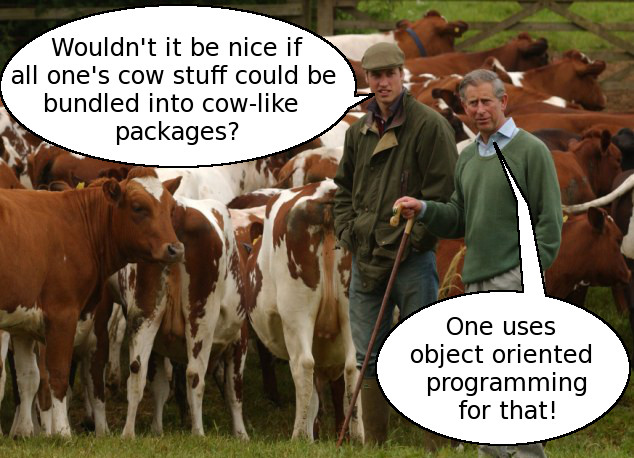 Wouldn't it be nice if
all one's cow stuff could be
bundled into cow-like
packages?
One uses
object oriented
programming
for that!